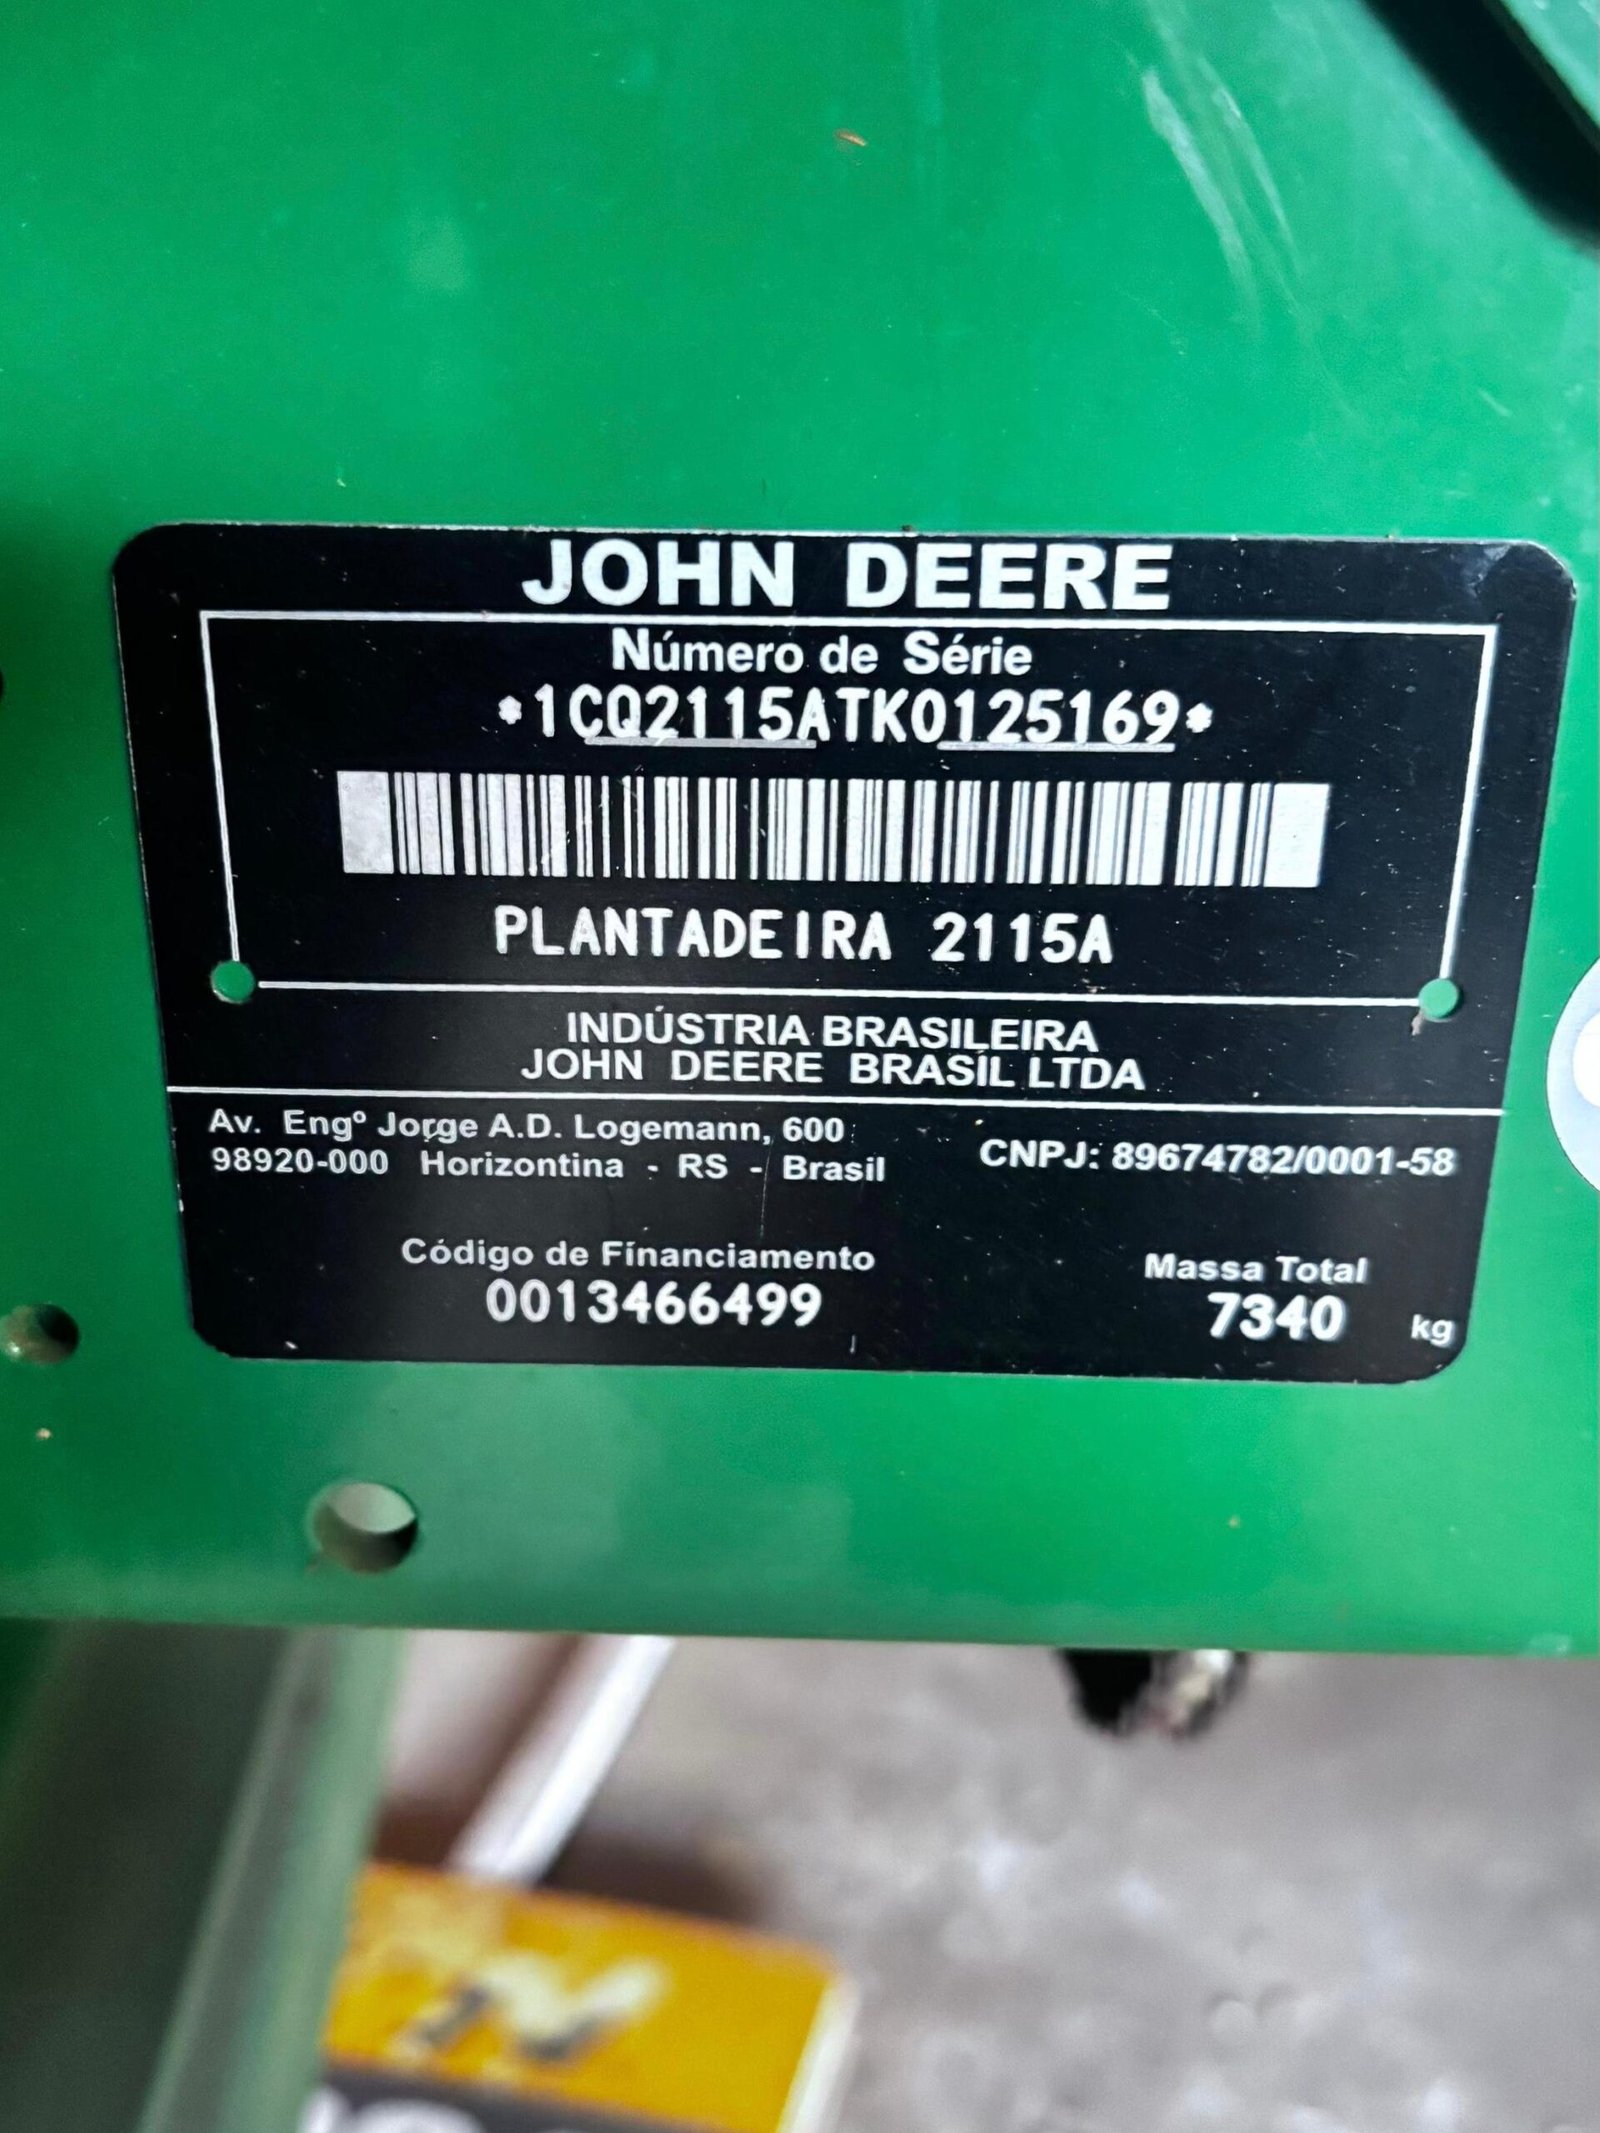 JOHN DEERE
Número de Série
*1CQ2115ATK0125169*
PLANTADEIRA 2115A
INDÚSTRIA BRASILEIRA
JOHN DEERE BRASIL LTDA
Av. Engº Jorge A.D. Logemann, 600
98920-000 Horizontina - RS - Brasil
CNPJ: 89674782/0001-58
Código de Financiamento
0013466499
Massa Total
7340 kg